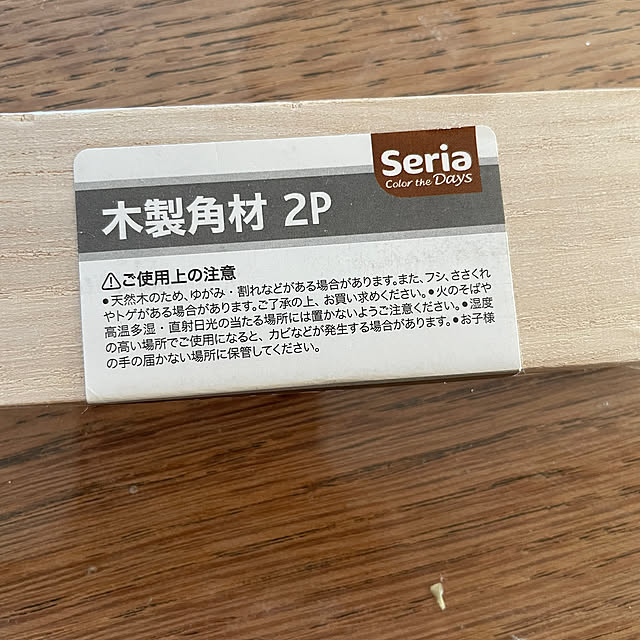 Seria
Color the Days
木製角材 2P
⚠ご使用上の注意
●天然木のため、ゆがみ・割れなどがある場合があります。また、フシ、ささくれ
やトゲがある場合があります。ご了承の上、お買い求めください。●火のそばや
高温多湿・直射日光の当たる場所には置かないようご注意ください。●湿度
の高い場所でご使用になると、カビなどが発生する場合があります。●お子様
の手の届かない場所に保管してください。